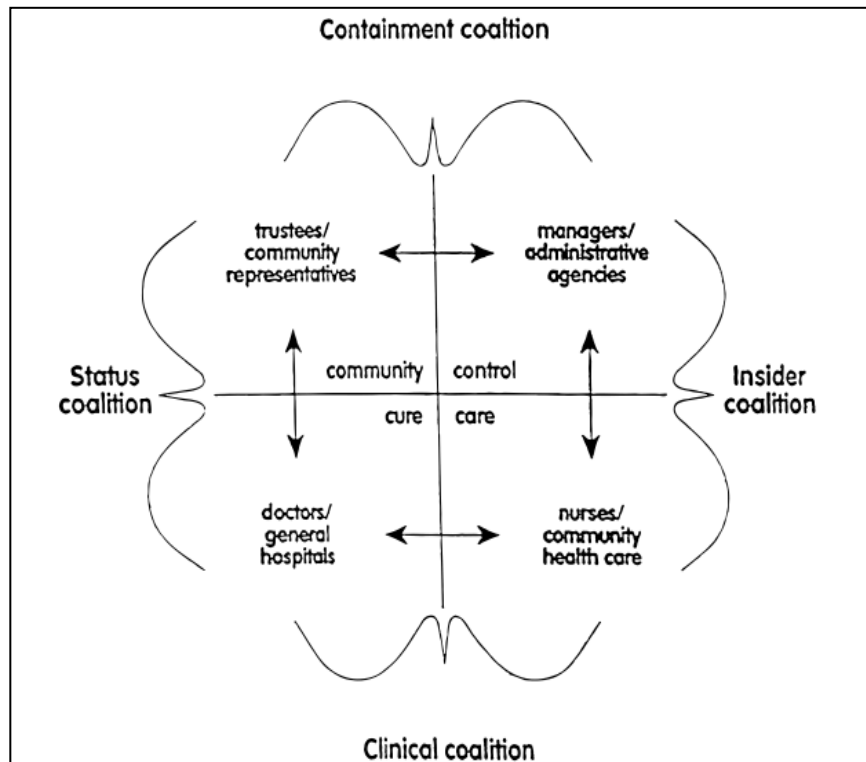 Containment coaltion
trustees/
community
representatives
managers/
administrative
agencies
Status
coalition
community
control
Insider
coalition
cure
care
doctors/
general
hospitals
nurses/
community
health care
Clinical coalition